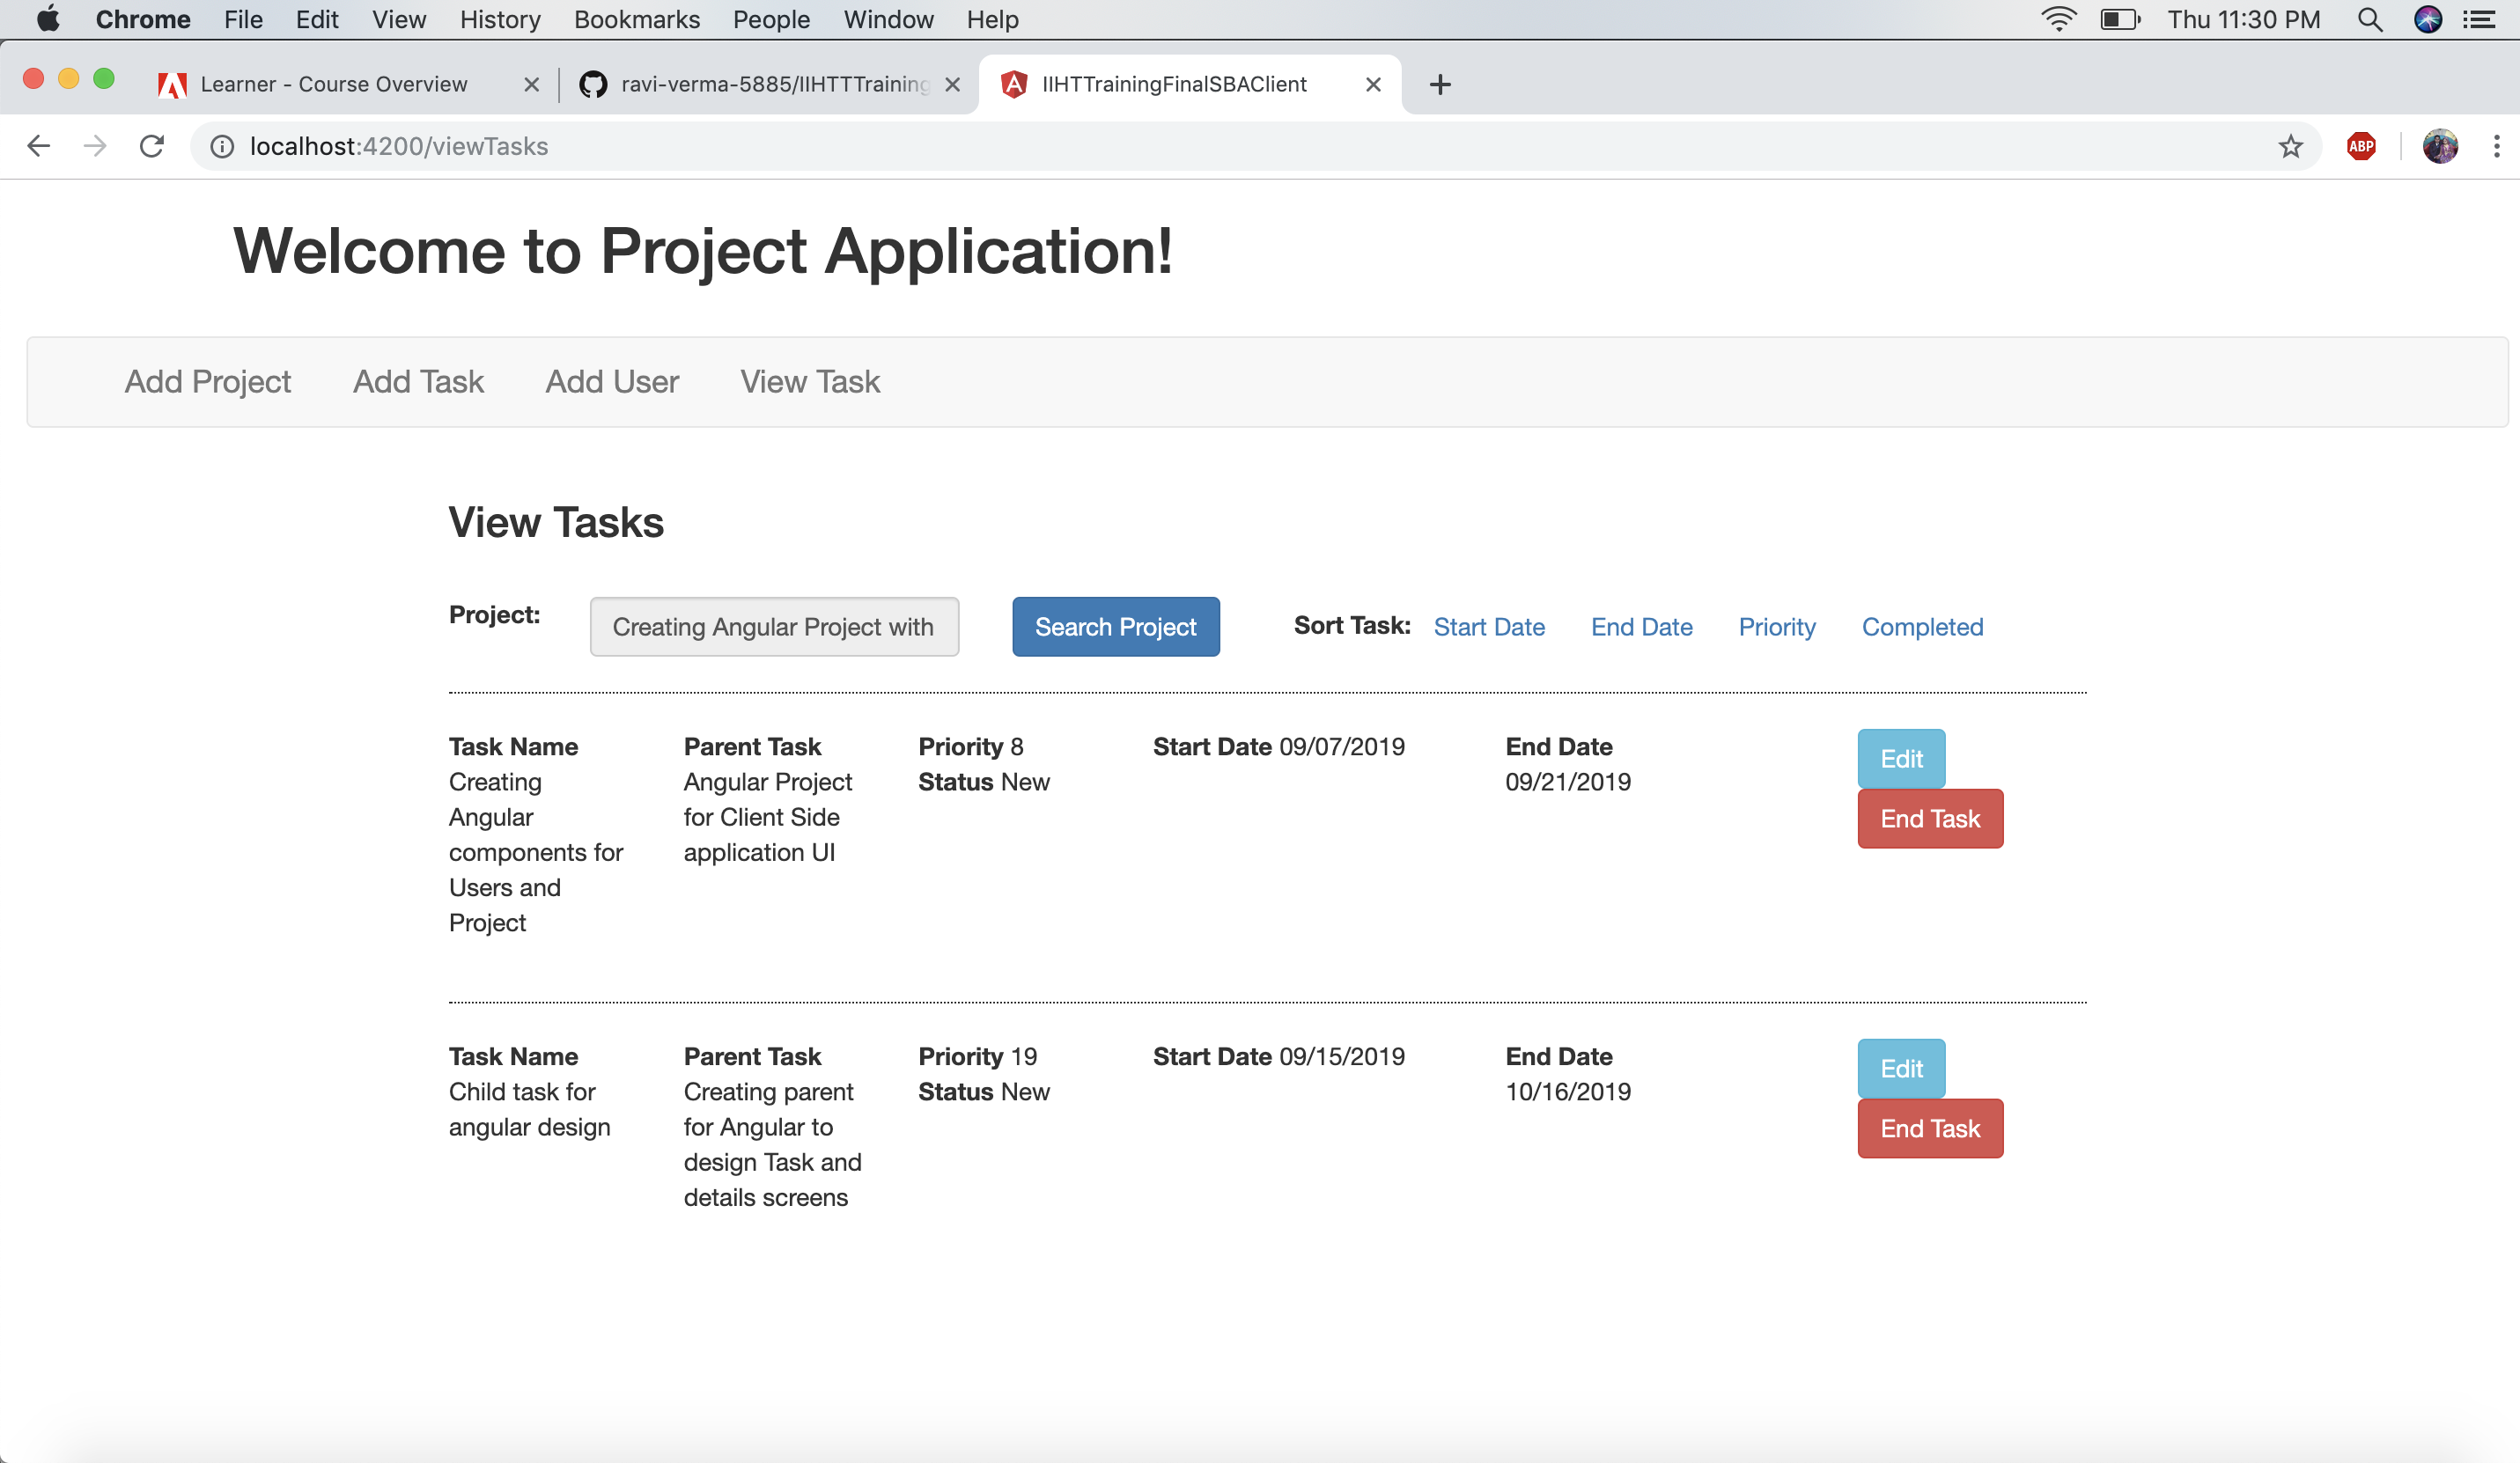 Chrome File Edit View History Bookmarks People Window Help Thu 11:30 PM
Learner - Course Overview ravi-verma-5885/IIHTTTraining IIHTTrainingFinalSBAClient
localhost:4200/viewTasks ABP
Welcome to Project Application!
Add Project Add Task Add User View Task
View Tasks
Project: Creating Angular Project with Search Project Sort Task: Start Date End Date Priority Completed
Task Name
Creating
Angular
components for
Users and
Project
Parent Task
Angular Project
for Client Side
application UI
Priority 8
Status New
Start Date 09/07/2019
End Date
09/21/2019
Edit
End Task
Task Name
Child task for
angular design
Parent Task
Creating parent
for Angular to
design Task and
details screens
Priority 19
Status New
Start Date 09/15/2019
End Date
10/16/2019
Edit
End Task